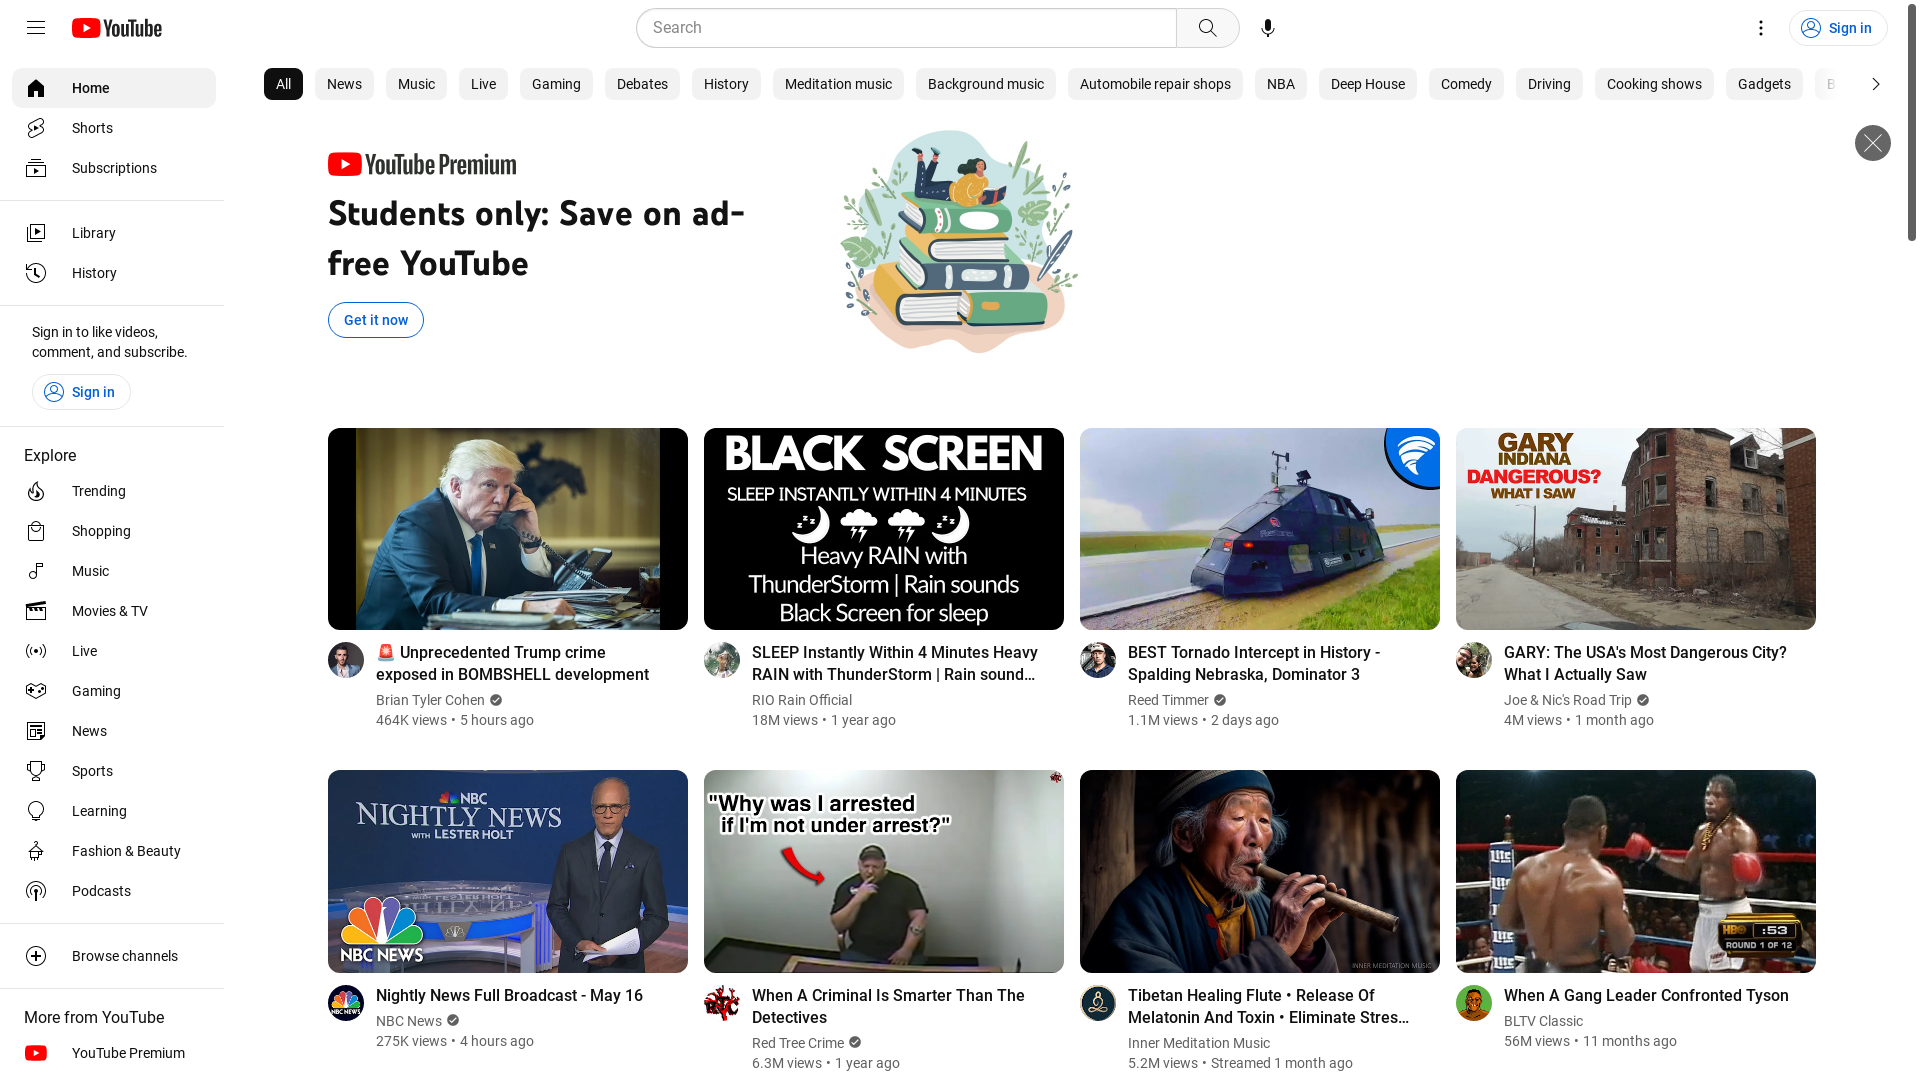 YouTube
Search
Sign in
Home
Shorts
Subscriptions
Library
History
Sign in to like videos,
comment, and subscribe.
Sign in
Explore
Trending
Shopping
Music
Movies & TV
Live
Gaming
News
Sports
Learning
Fashion & Beauty
Podcasts
Browse channels
More from YouTube
YouTube Premium
All
News
Music
Live
Gaming
Debates
History
Meditation music
Background music
Automobile repair shops
NBA
Deep House
Comedy
Driving
Cooking shows
Gadgets
B
YouTube Premium
Students only: Save on ad-
free YouTube
Get it now
🚨 Unprecedented Trump crime
exposed in BOMBSHELL development
Brian Tyler Cohen
464K views • 5 hours ago
BLACK SCREEN
SLEEP INSTANTLY WITHIN 4 MINUTES
Heavy RAIN with
ThunderStorm | Rain sounds
Black Screen for sleep
SLEEP Instantly Within 4 Minutes Heavy
RAIN with ThunderStorm | Rain sound...
RIO Rain Official
18M views • 1 year ago
BEST Tornado Intercept in History -
Spalding Nebraska, Dominator 3
Reed Timmer
1.1M views • 2 days ago
GARY
INDIANA
DANGEROUS?
WHAT I SAW
GARY: The USA's Most Dangerous City?
What I Actually Saw
Joe & Nic's Road Trip
4M views • 1 month ago
NBC
NIGHTLY NEWS
WITH LESTER HOLT
NBC NEWS
Nightly News Full Broadcast - May 16
NBC News
275K views • 4 hours ago
"Why was I arrested
if I'm not under arrest?"
When A Criminal Is Smarter Than The
Detectives
Red Tree Crime
6.3M views • 1 year ago
INNER MEDITATION MUSIC
Tibetan Healing Flute • Release Of
Melatonin And Toxin • Eliminate Stres...
Inner Meditation Music
5.2M views • Streamed 1 month ago
HBO :53
ROUND 1 OF 12
When A Gang Leader Confronted Tyson
BLTV Classic
56M views • 11 months ago